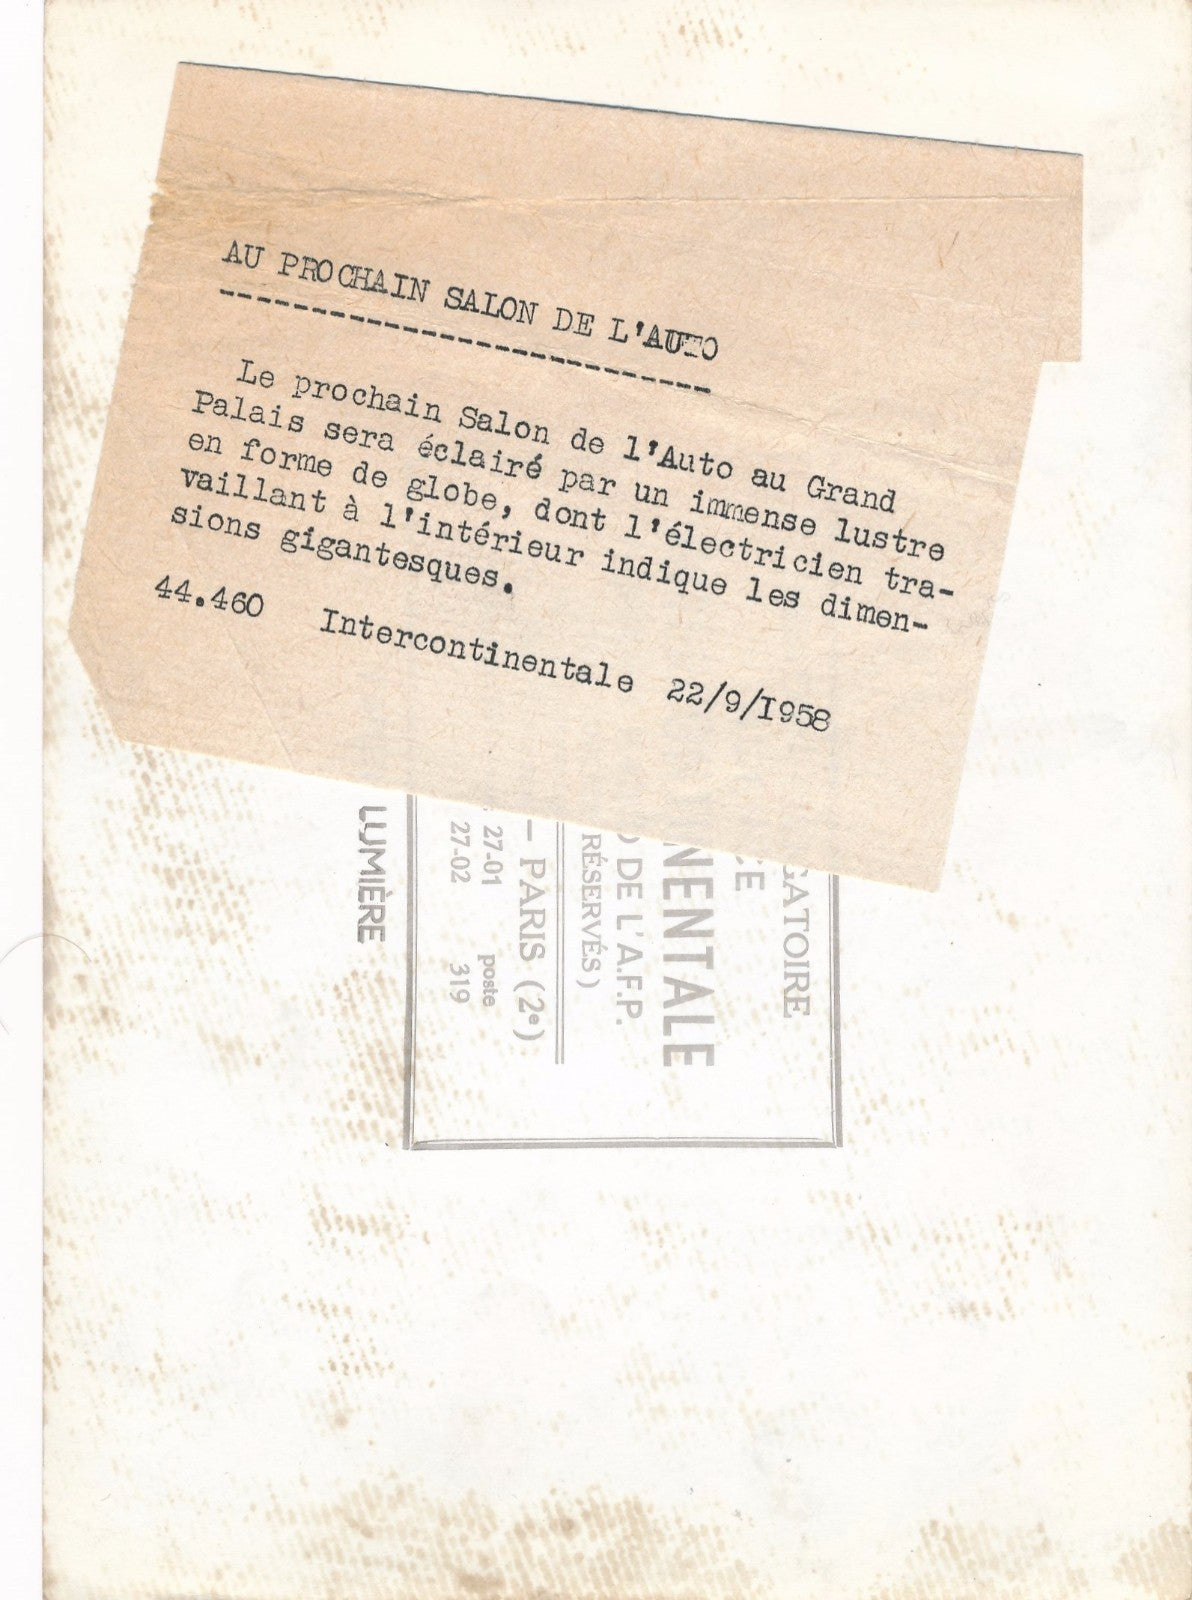 AU PROCHAIN SALON DE L'AUTO
---------------------------
Le prochain Salon de l'Auto au Grand
Palais sera éclairé par un immense lustre
en forme de globe, dont l'électricien tra-
vaillant à l'intérieur indique les dimen-
sions gigantesques.
44.460 Intercontinentale 22/9/I958
GATOIRE
CE
NENTALE
DE L'A.F.P.
RÉSERVÉS)
— PARIS (2e)
27-01 poste
27-02 319
LUMIÈRE